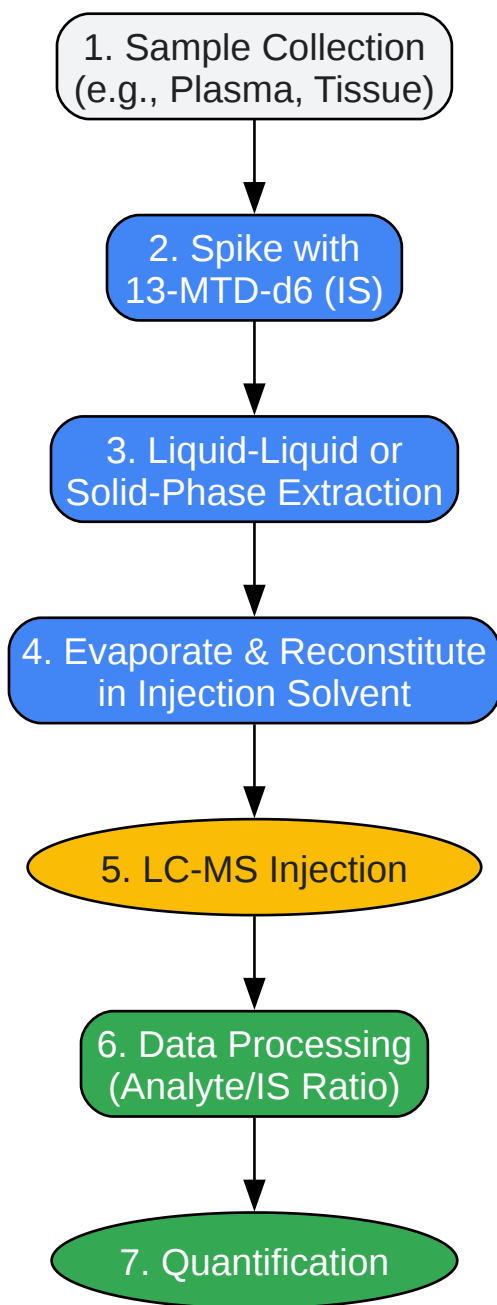 1. Sample Collection
(e.g., Plasma, Tissue)
2. Spike with
13-MTD-d6 (IS)
3. Liquid-Liquid or
Solid-Phase Extraction
4. Evaporate & Reconstitute
in Injection Solvent
5. LC-MS Injection
6. Data Processing
(Analyte/IS Ratio)
7. Quantification